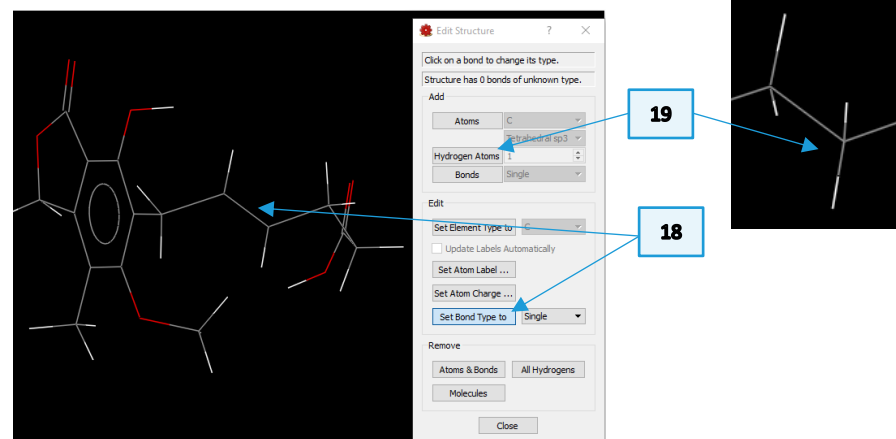 Edit Structure ? ×
Click on a bond to change its type.
Structure has 0 bonds of unknown type.
Add
Atoms C
Tetrahedral sp3
Hydrogen Atoms 1
Bonds Single
Edit
Set Element Type to C
Update Labels Automatically
Set Atom Label ...
Set Atom Charge ...
Set Bond Type to Single
Remove
Atoms & Bonds All Hydrogens
Molecules
Close
19
18